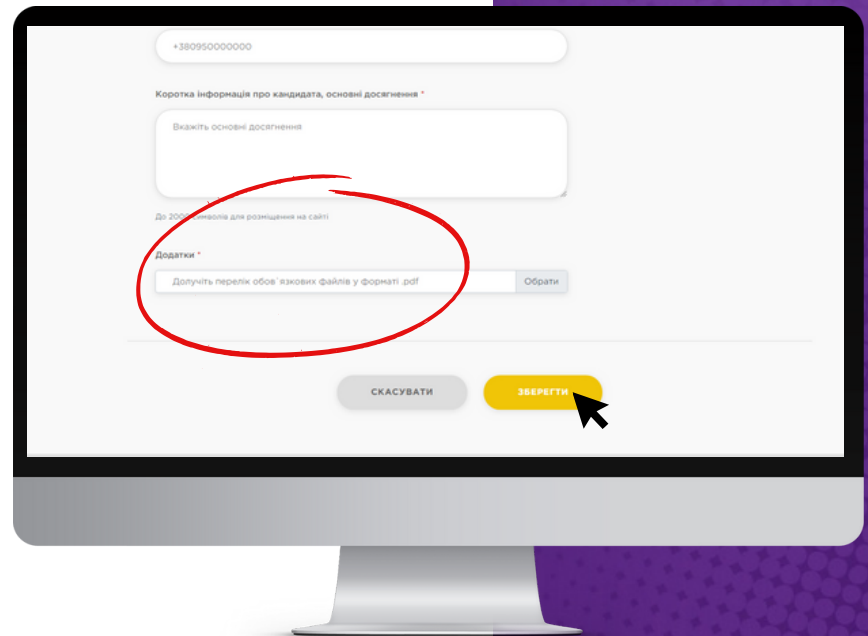 +380950000000
Коротка інформація про кандидата, основні досягнення *
Вкажіть основні досягнення
До 2000 символів для розміщення на сайті
Додатки *
Долучіть перелік обов`язкових файлів у форматі .pdf
Обрати
СКАСУВАТИ
ЗБЕРЕГТИ